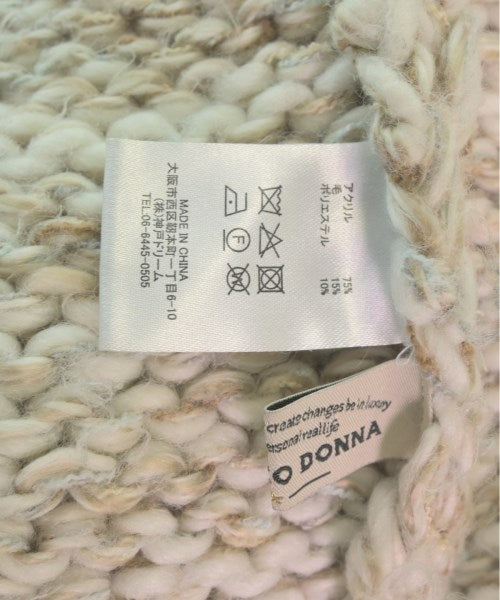 アクリル 75%
毛 15%
ポリエステル 10%
F
MADE IN CHINA
(株)神戸ドリーム
大阪市西区靱本町一丁目6-10
TEL.06-6445-0505
create changes be in luxury
ersonal real life
O DONNA